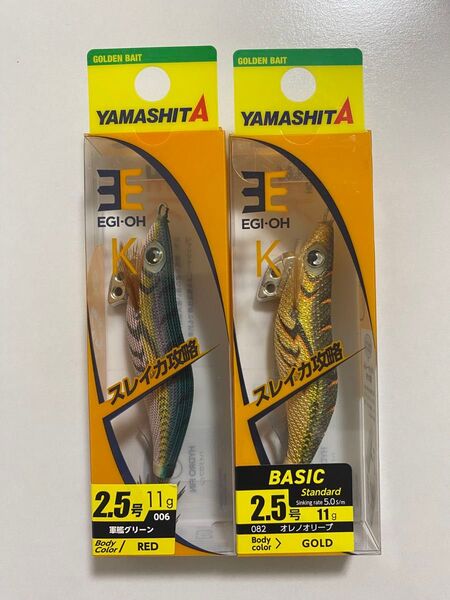 GOLDEN BAIT
YAMASHITA
EGI-OH
K
スレイカ攻略
2.5号 11g
006
軍艦グリーン
Body Color/ RED
GOLDEN BAIT
YAMASHITA
EGI-OH
K
スレイカ攻略
BASIC
Standard
Sinking rate 5.0s/m
2.5号 11g
082 オレノオリーブ
Body color > GOLD